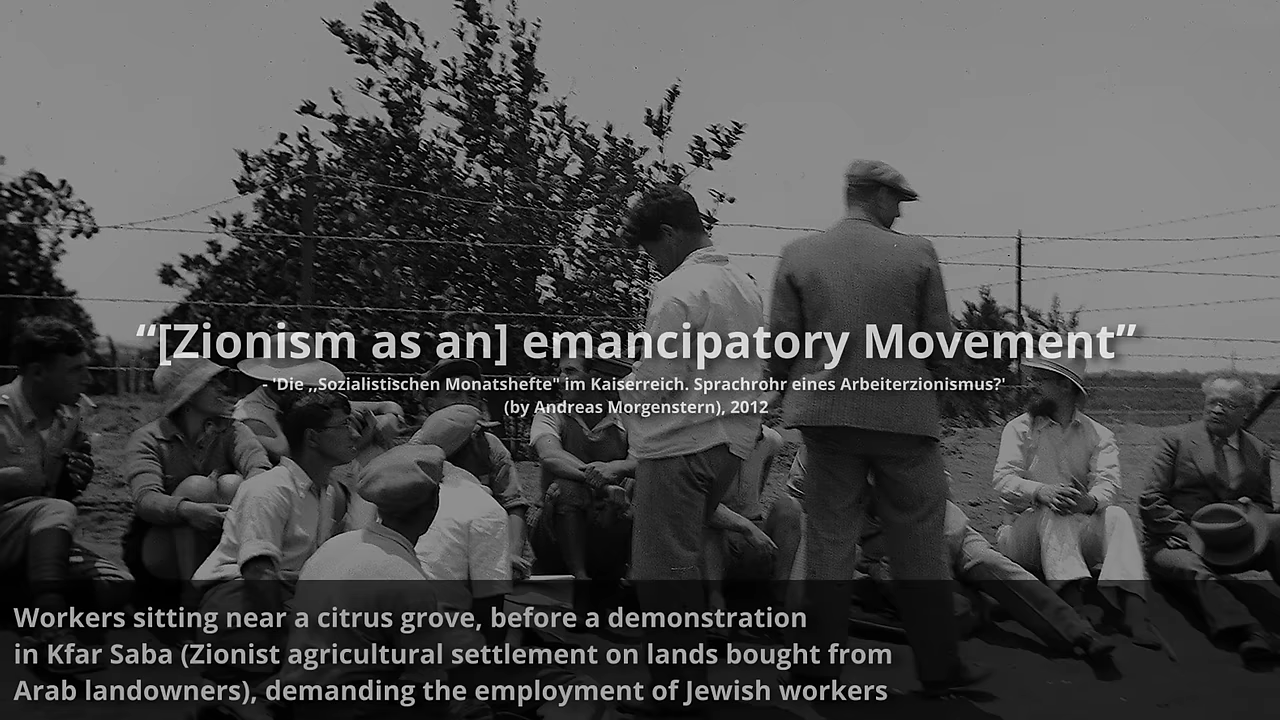 “[Zionism as an] emancipatory Movement”
- 'Die ,,Sozialistischen Monatshefte" im Kaiserreich. Sprachrohr eines Arbeiterzionismus?'
(by Andreas Morgenstern), 2012
Workers sitting near a citrus grove, before a demonstration
in Kfar Saba (Zionist agricultural settlement on lands bought from
Arab landowners), demanding the employment of Jewish workers